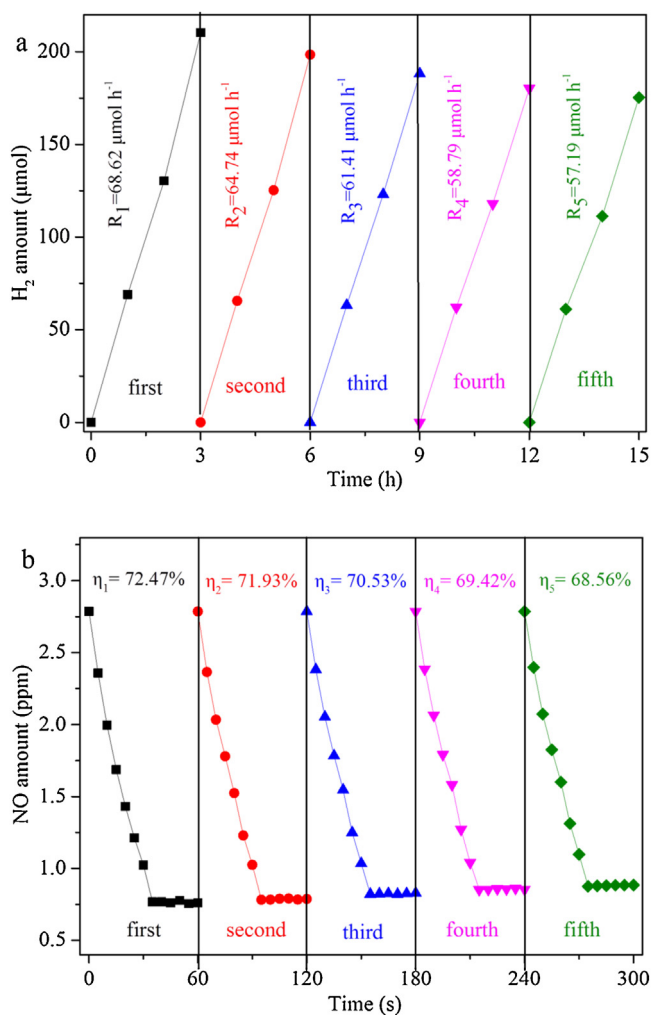 a
H₂ amount (μmol)
200
150
100
50
0
R₁=68.62 μmol h⁻¹
R₂=64.74 μmol h⁻¹
R₃=61.41 μmol h⁻¹
R₄=58.79 μmol h⁻¹
R₅=57.19 μmol h⁻¹
first second third fourth fifth
0 3 6 9 12 15
Time (h)
b
NO amount (ppm)
3.0
2.5
2.0
1.5
1.0
0.5
η₁= 72.47% η₂= 71.93% η₃= 70.53% η₄= 69.42% η₅= 68.56%
first second third fourth fifth
0 60 120 180 240 300
Time (s)